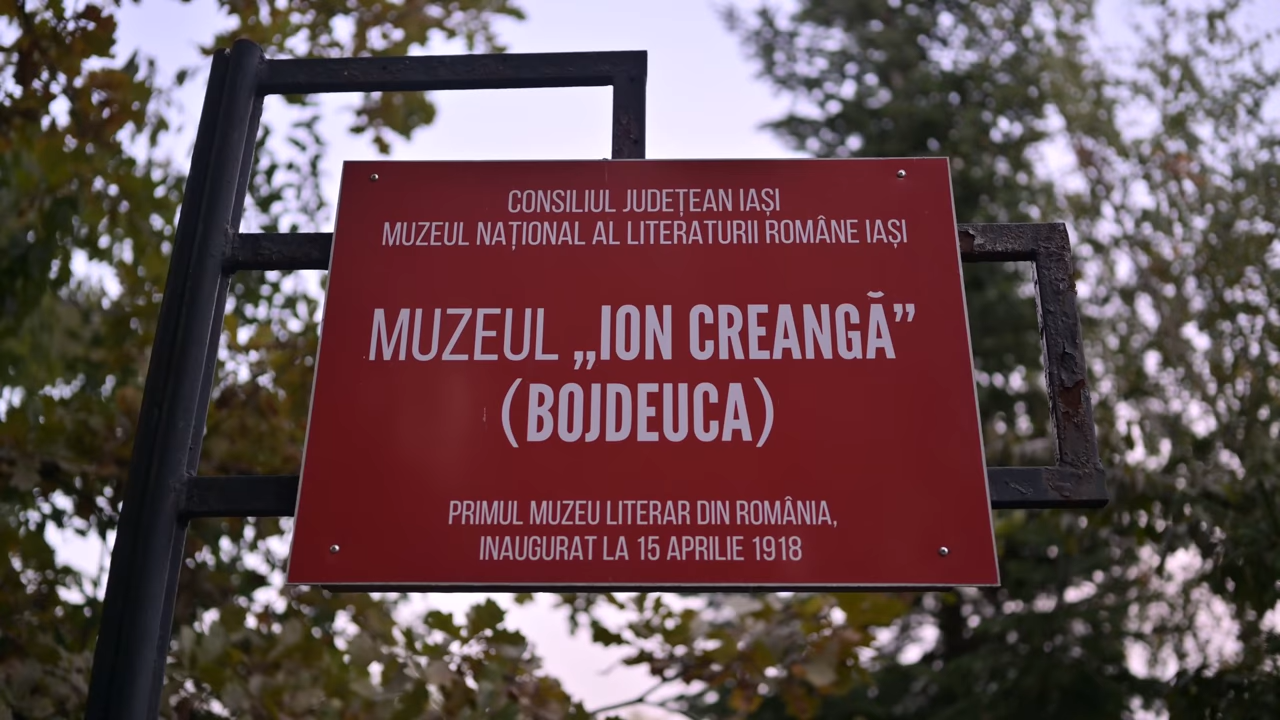 CONSILIUL JUDEȚEAN IAȘI
MUZEUL NAȚIONAL AL LITERATURII ROMÂNE IAȘI
MUZEUL „ION CREANGĂ”
(BOJDEUCA)
PRIMUL MUZEU LITERAR DIN ROMÂNIA,
INAUGURAT LA 15 APRILIE 1918